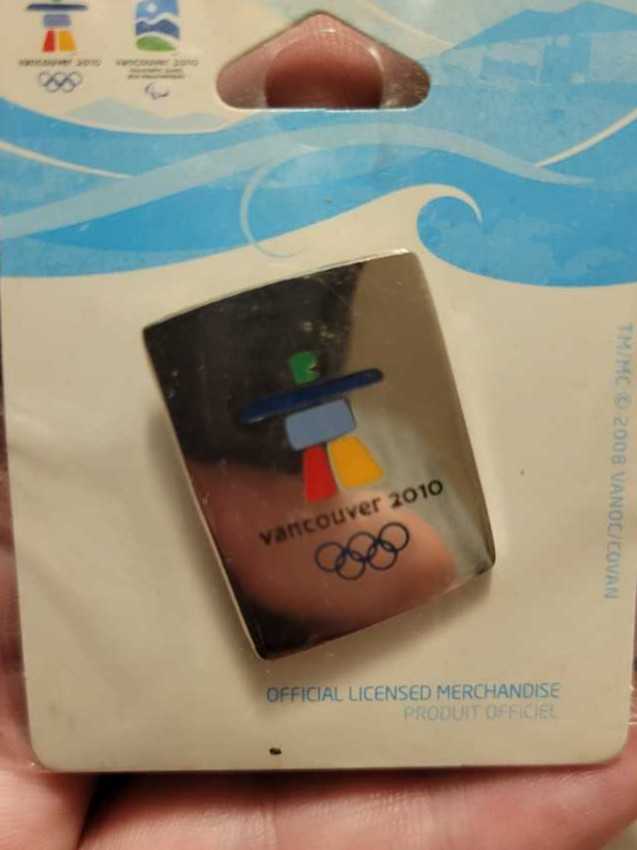 vancouver 2010
vancouver 2010
TM/MC © 2008 VANOC/COVAN
vancouver 2010
OFFICIAL LICENSED MERCHANDISE
PRODUIT OFFICIEL